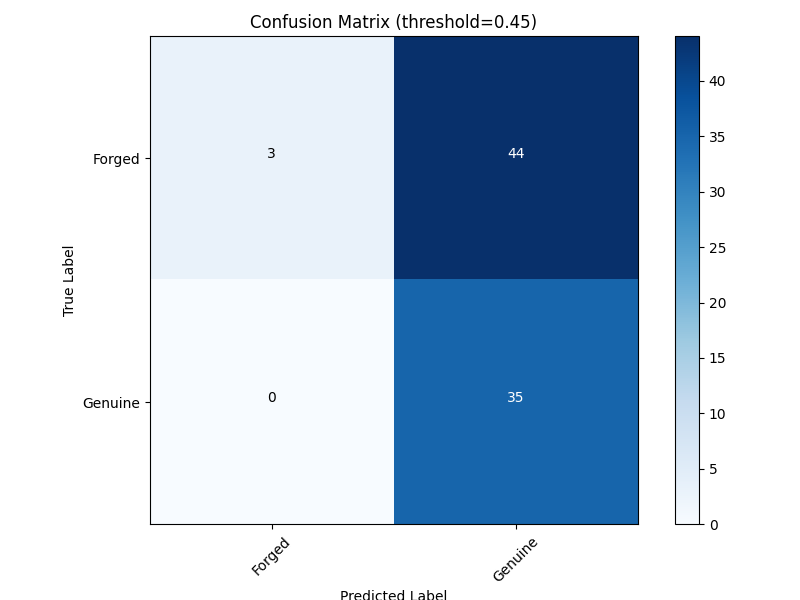 Confusion Matrix (threshold=0.45)
True Label
Forged
Genuine
3
44
0
35
Forged
Genuine
Predicted Label
40
35
30
25
20
15
10
5
0